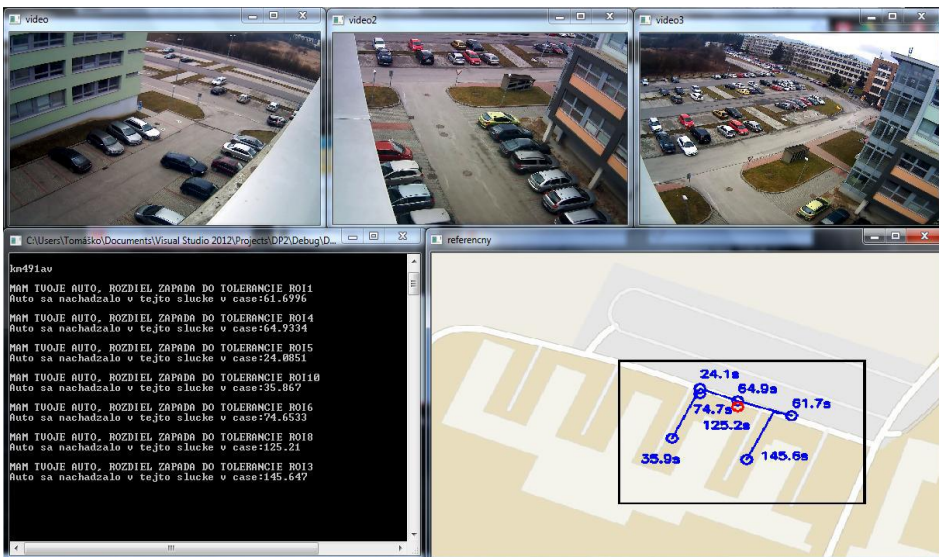 video
video2
video3
C:\Users\Tomáško\Documents\Visual Studio 2012\Projects\DP2\Debug\D...
km491av
MAM TVOJE AUTO, ROZDIEL ZAPADA DO TOLERANCIE ROI1
Auto sa nachadzalo v tejto slucke v case:61.6996
MAM TVOJE AUTO, ROZDIEL ZAPADA DO TOLERANCIE ROI4
Auto sa nachadzalo v tejto slucke v case:64.9334
MAM TVOJE AUTO, ROZDIEL ZAPADA DO TOLERANCIE ROI5
Auto sa nachadzalo v tejto slucke v case:24.0851
MAM TVOJE AUTO, ROZDIEL ZAPADA DO TOLERANCIE ROI10
Auto sa nachadzalo v tejto slucke v case:35.867
MAM TVOJE AUTO, ROZDIEL ZAPADA DO TOLERANCIE ROI6
Auto sa nachadzalo v tejto slucke v case:74.6533
MAM TVOJE AUTO, ROZDIEL ZAPADA DO TOLERANCIE ROI8
Auto sa nachadzalo v tejto slucke v case:125.21
MAM TVOJE AUTO, ROZDIEL ZAPADA DO TOLERANCIE ROI3
Auto sa nachadzalo v tejto slucke v case:145.647
referencny
24.1s
64.9s
74.7s
61.7s
125.2s
35.9s
145.6s